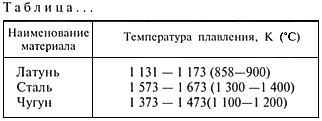 Таблица...
Наименование материала Температура плавления, К (°С)
Латунь 1 131 — 1 173 (858—900)
Сталь 1 573 — 1 673 (1 300 —1 400)
Чугун 1 373 — 1 473(1 100—1 200)